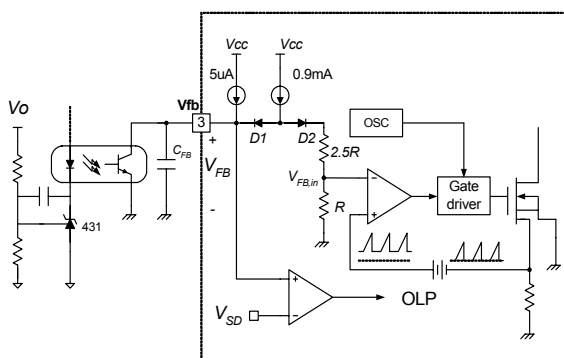 Vcc Vcc
5uA 0.9mA
Vo
Vfb
3
D1 D2
OSC
CFB
+
VFB
-
2.5R
VFB,in
R
−
+
Gate
driver
431
VSD
+
−
OLP